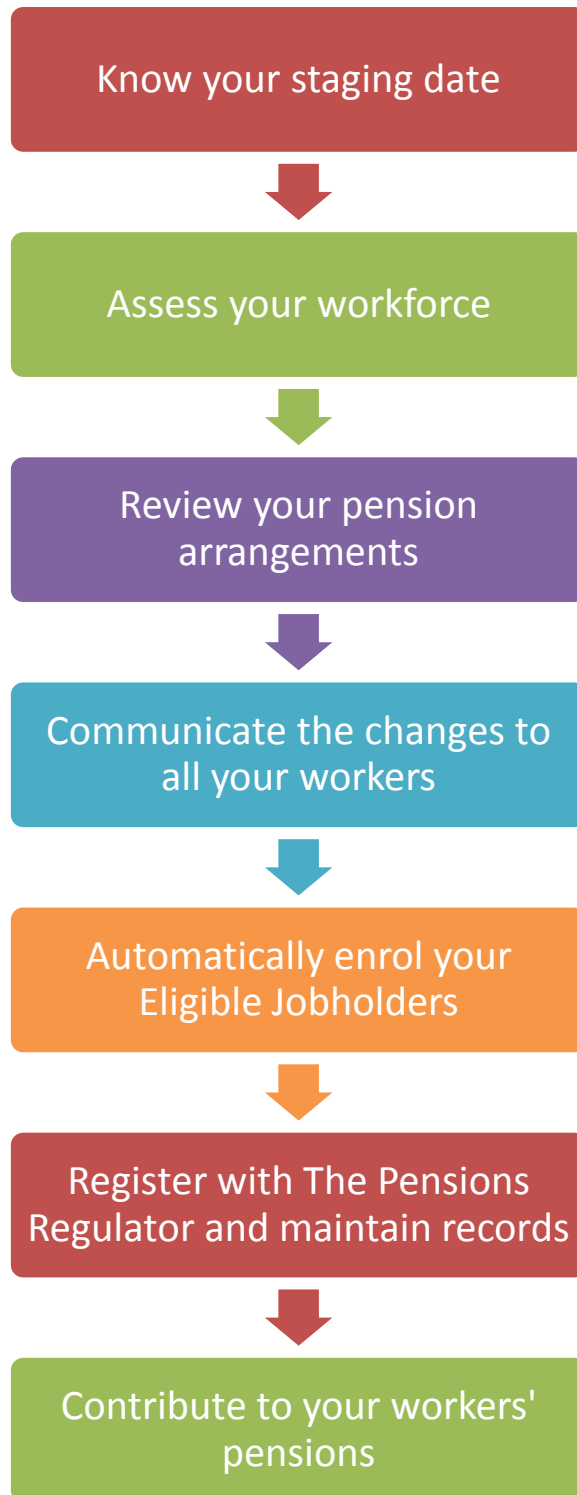 Know your staging date
Assess your workforce
Review your pension
arrangements
Communicate the changes to
all your workers
Automatically enrol your
Eligible Jobholders
Register with The Pensions
Regulator and maintain records
Contribute to your workers'
pensions